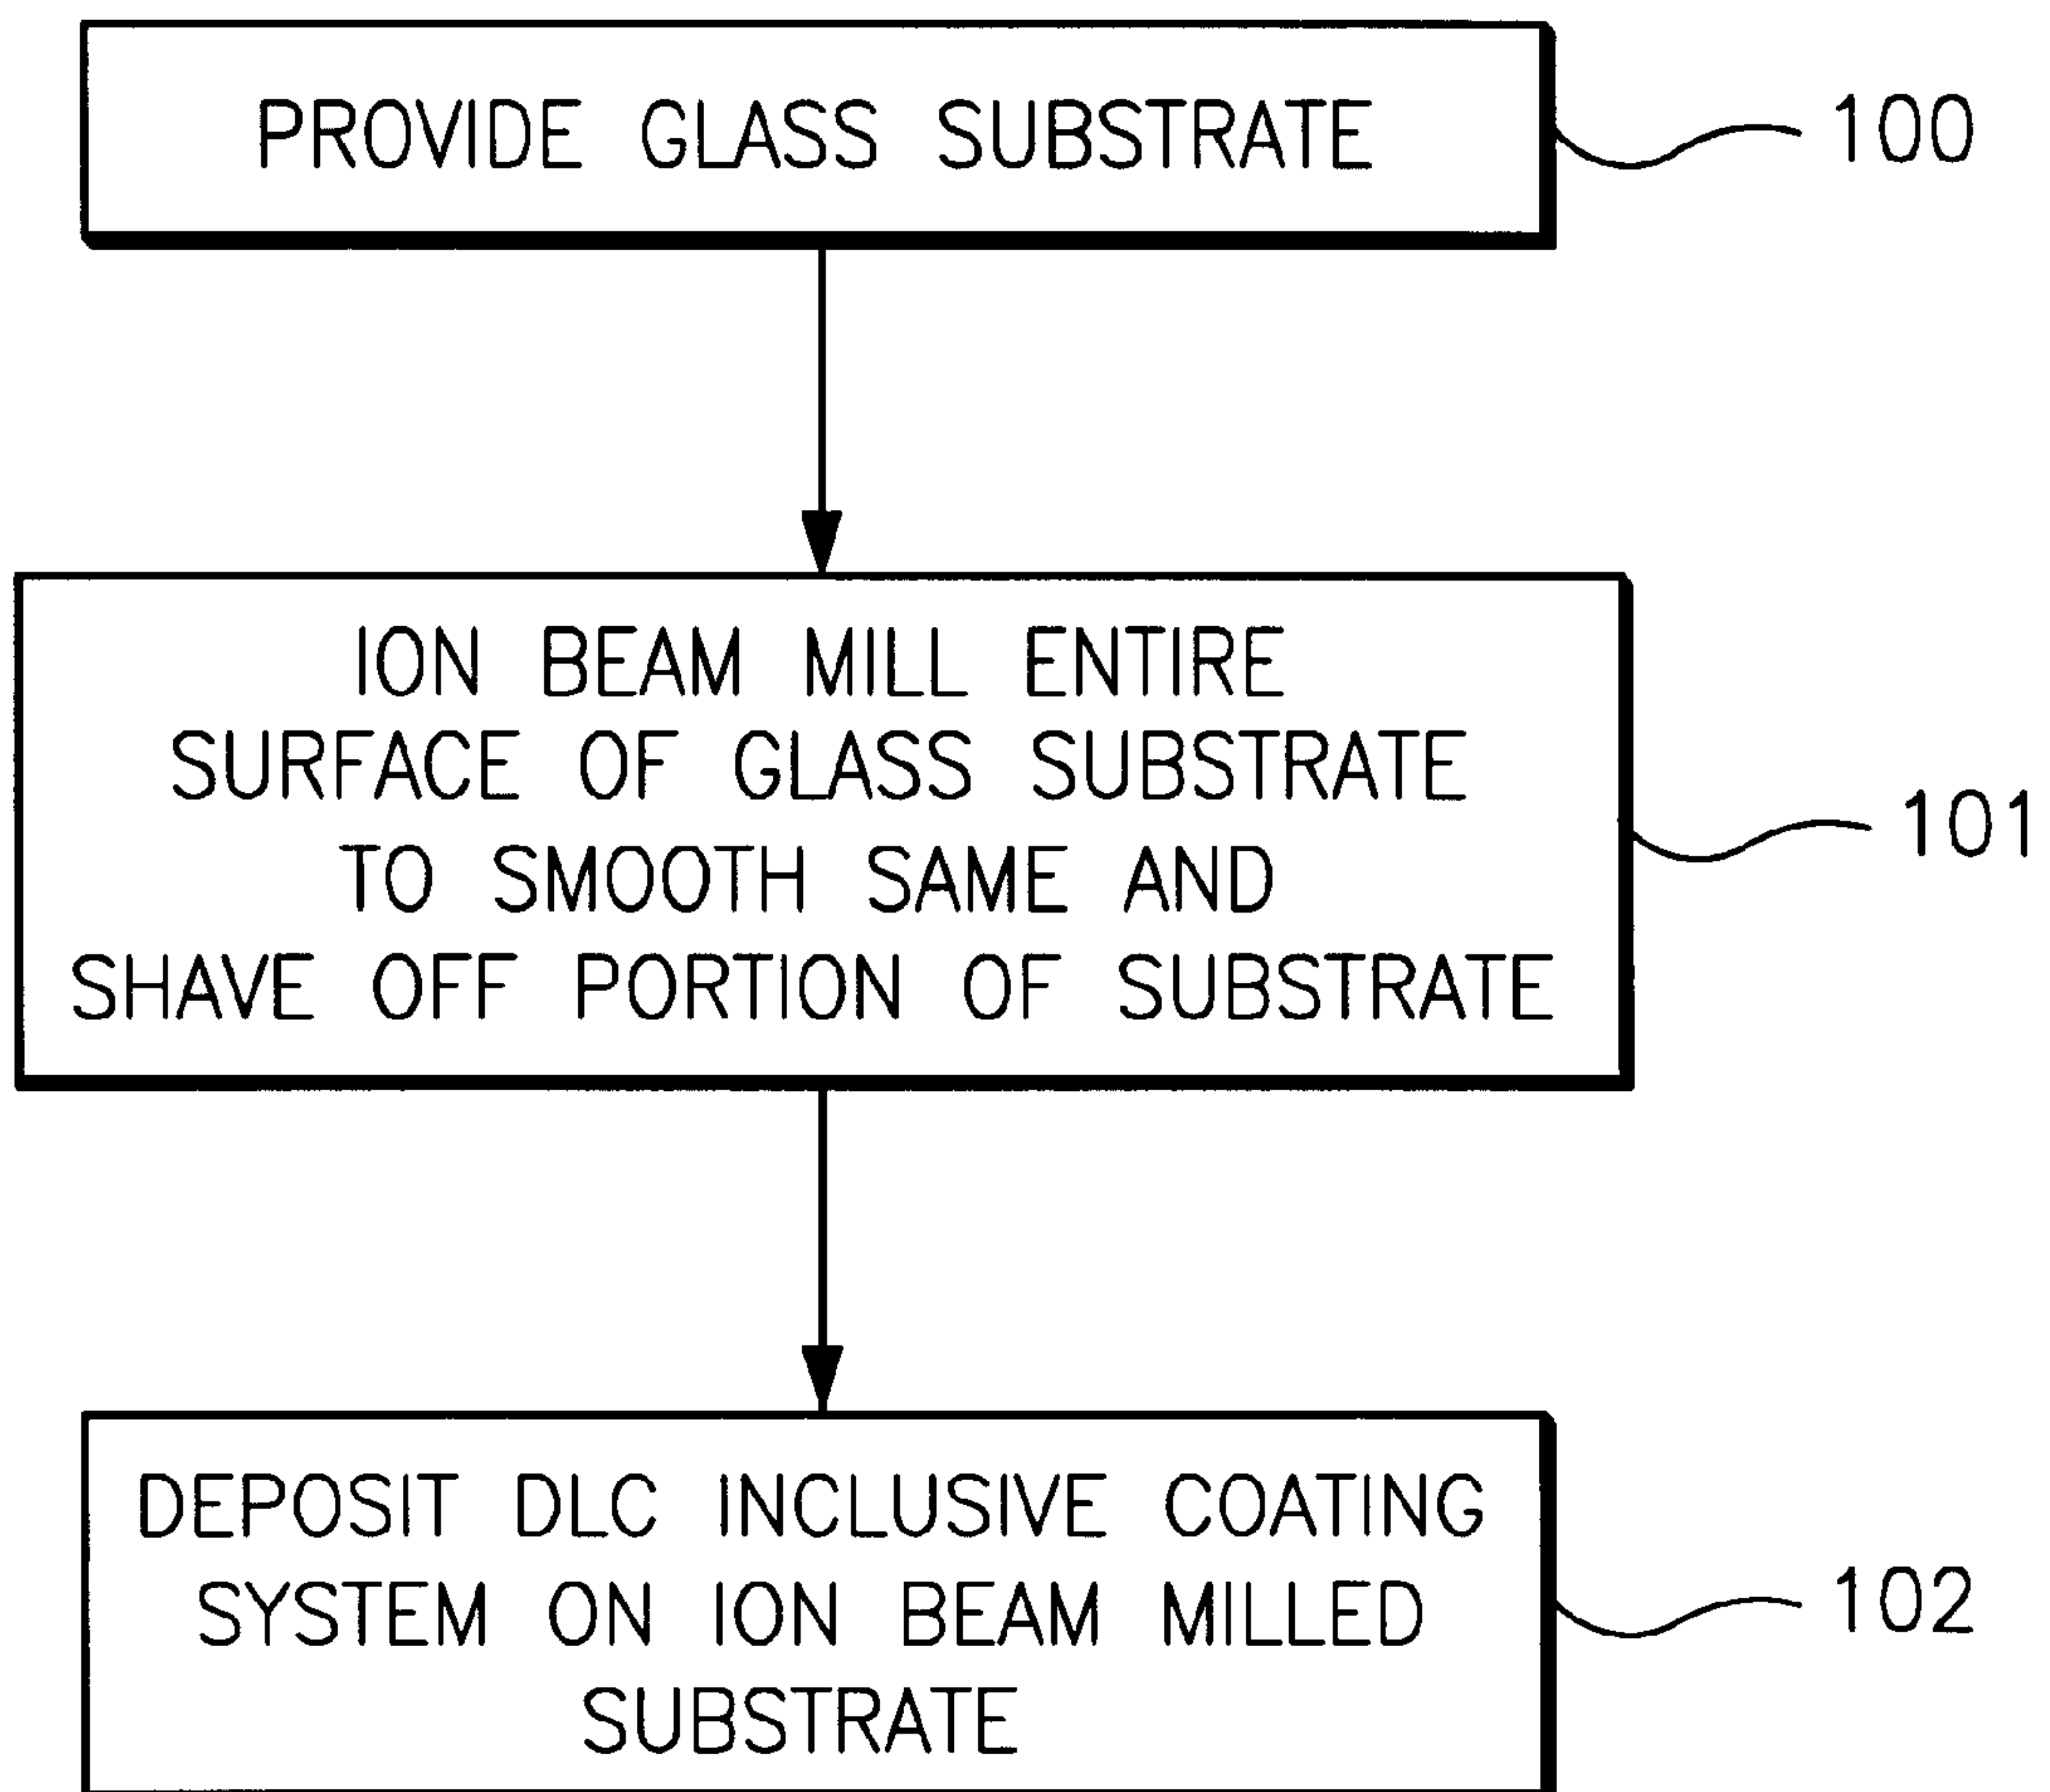 PROVIDE GLASS SUBSTRATE
100
ION BEAM MILL ENTIRE
SURFACE OF GLASS SUBSTRATE
TO SMOOTH SAME AND
SHAVE OFF PORTION OF SUBSTRATE
101
DEPOSIT DLC INCLUSIVE COATING
SYSTEM ON ION BEAM MILLED
SUBSTRATE
102